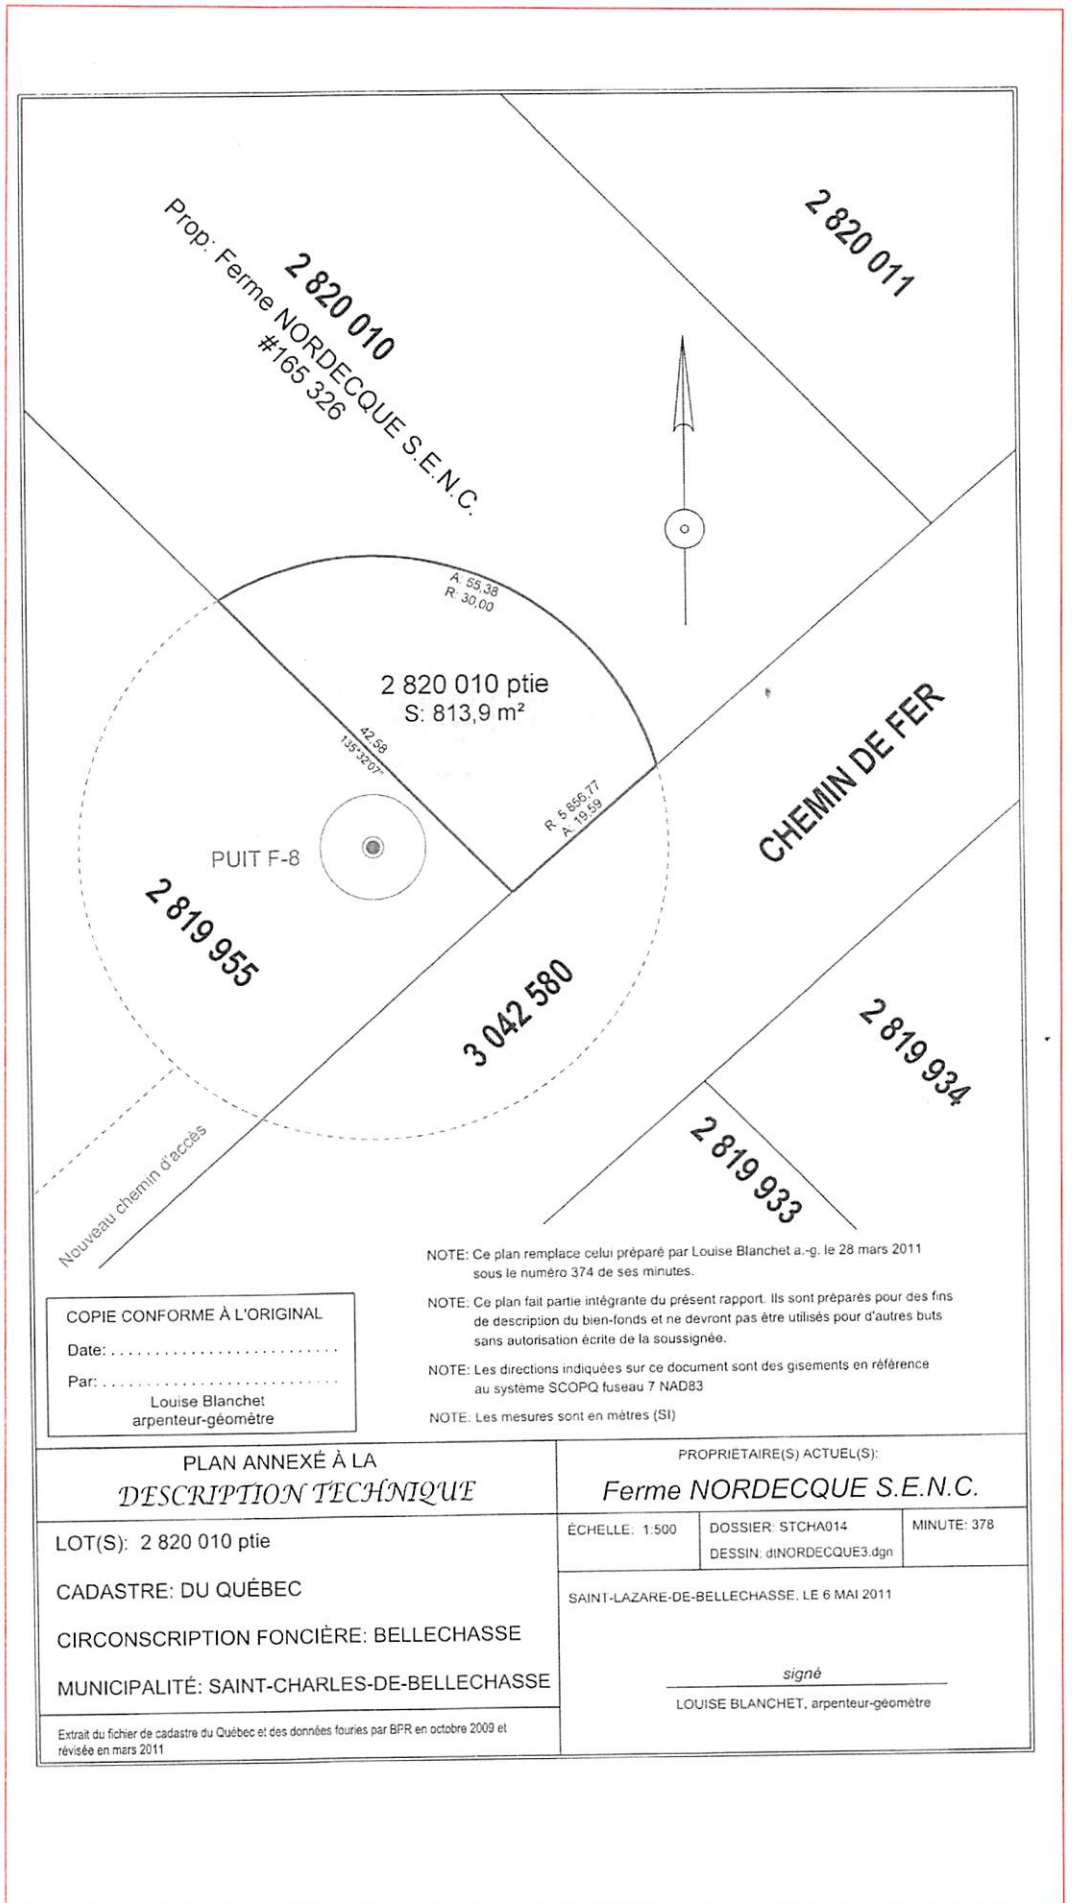 2 820 011
2 820 010
Prop: Ferme NORDECQUE S.E.N.C.
#165 326
A: 55,38
R: 30,00
2 820 010 ptie
S: 813,9 m²
42,58
135°32'07"
R: 5 856,77
A: 19,59
CHEMIN DE FER
PUIT F-8
2 819 955
3 042 580
2 819 934
2 819 933
Nouveau chemin d'accès
NOTE: Ce plan remplace celui préparé par Louise Blanchet a.-g. le 28 mars 2011
sous le numéro 374 de ses minutes.
NOTE: Ce plan fait partie intégrante du présent rapport. Ils sont préparés pour des fins
de description du bien-fonds et ne devront pas être utilisés pour d'autres buts
sans autorisation écrite de la soussignée.
NOTE: Les directions indiquées sur ce document sont des gisements en référence
au système SCOPQ fuseau 7 NAD83
NOTE: Les mesures sont en mètres (SI)
COPIE CONFORME À L'ORIGINAL
Date: . . . . . . . . . . . . . . . . . . . . . . . . . .
Par: . . . . . . . . . . . . . . . . . . . . . . . . . . .
Louise Blanchet
arpenteur-géomètre
PLAN ANNEXÉ À LA
DESCRIPTION TECHNIQUE
LOT(S): 2 820 010 ptie
CADASTRE: DU QUÉBEC
CIRCONSCRIPTION FONCIÈRE: BELLECHASSE
MUNICIPALITÉ: SAINT-CHARLES-DE-BELLECHASSE
Extrait du fichier de cadastre du Québec et des données fouries par BPR en octobre 2009 et
révisée en mars 2011
PROPRIÉTAIRE(S) ACTUEL(S):
Ferme NORDECQUE S.E.N.C.
ÉCHELLE: 1:500
DOSSIER: STCHA014
DESSIN: dtNORDECQUE3.dgn
MINUTE: 378
SAINT-LAZARE-DE-BELLECHASSE, LE 6 MAI 2011
signé
LOUISE BLANCHET, arpenteur-géomètre